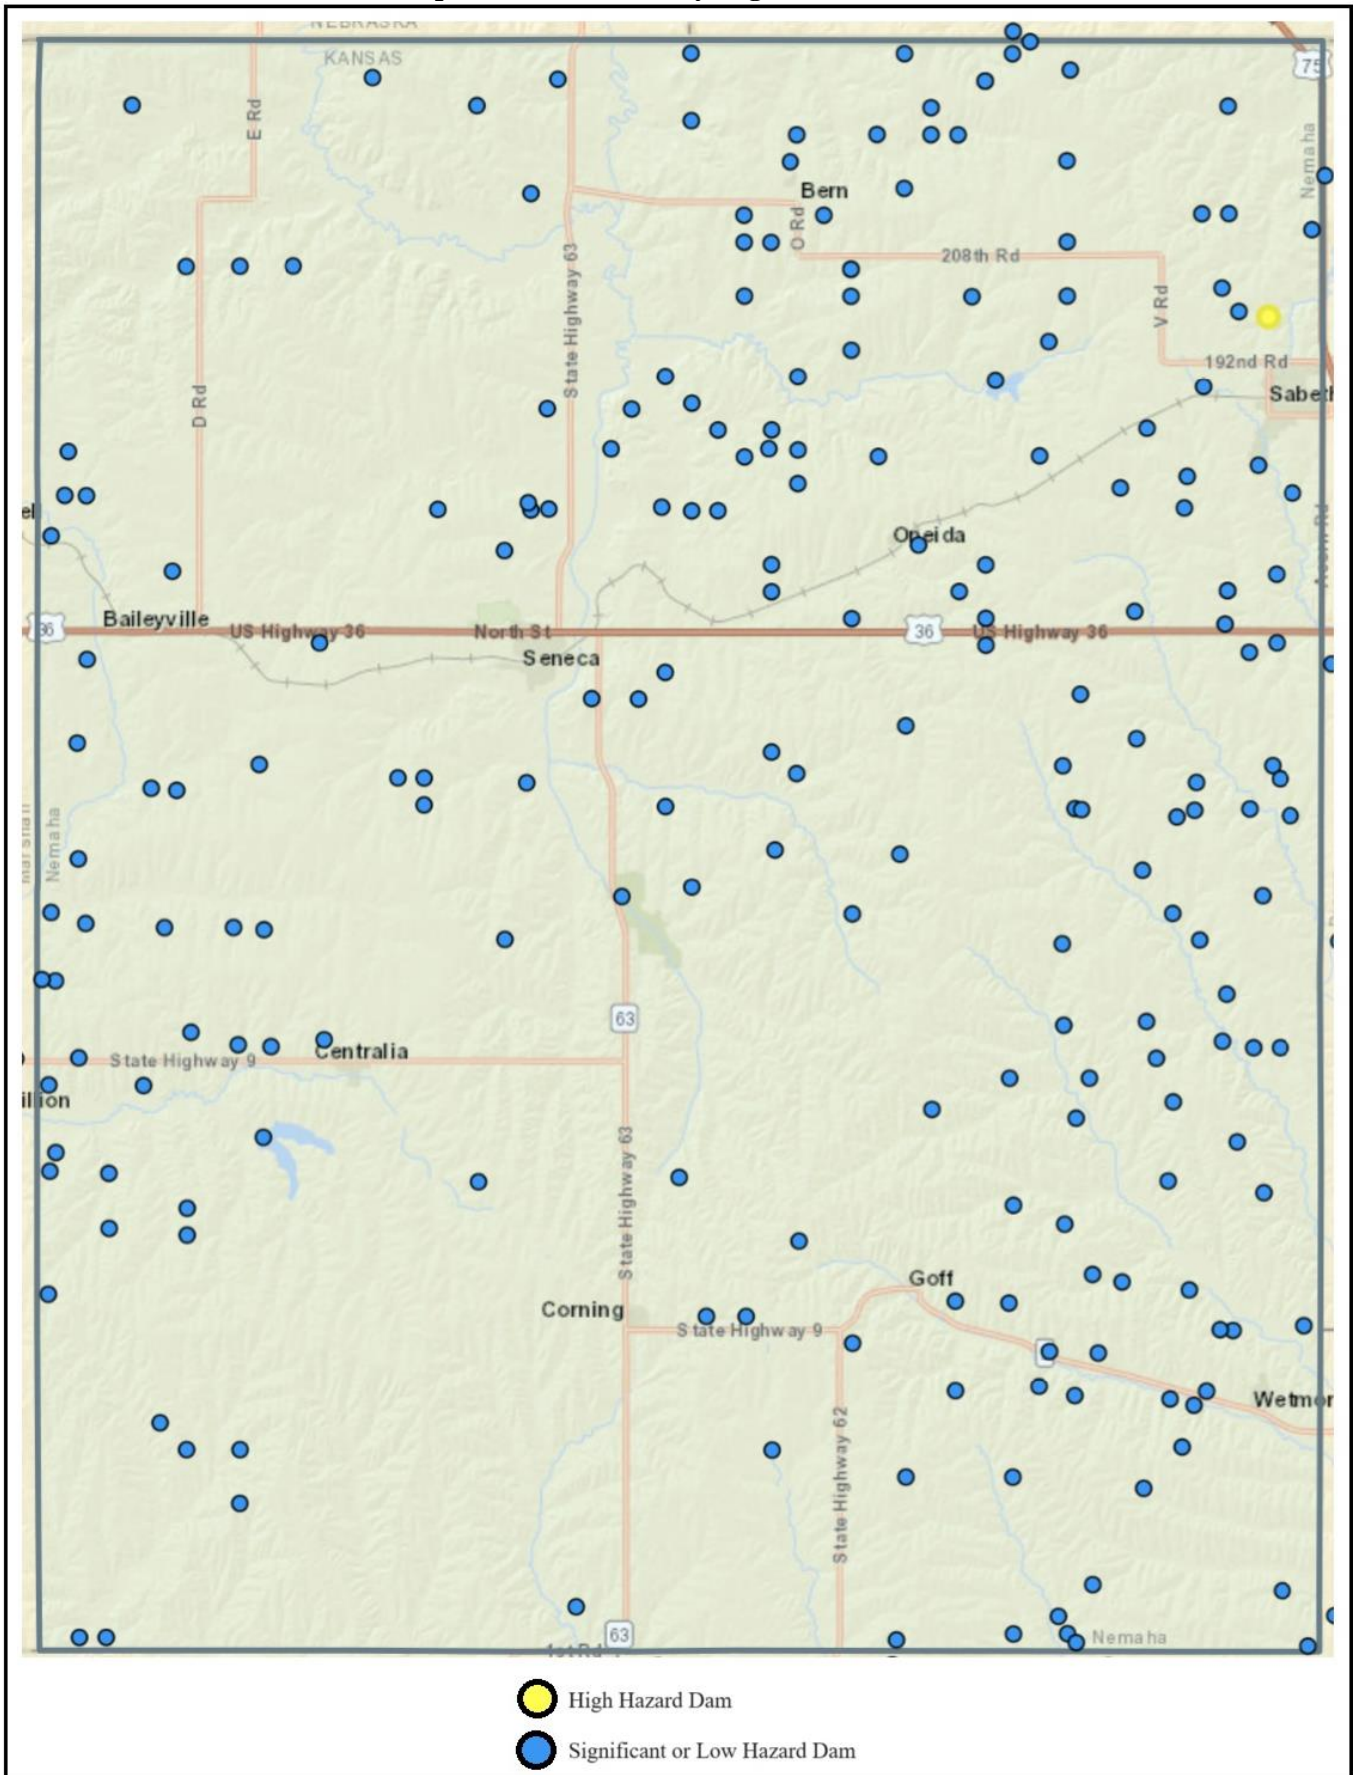 NEBRASKA
KANSAS
75
E Rd
Nemaha
Bern
O Rd
208th Rd
State Highway 63
V Rd
192nd Rd
D Rd
Oneida
Baileyville
36
US Highway 36
North St
36
US Highway 36
Seneca
Nemaha
63
Centralia
State Highway 9
State Highway 63
Goff
Corning
State Highway 9
State Highway 62
63
Nemaha
High Hazard Dam
Significant or Low Hazard Dam